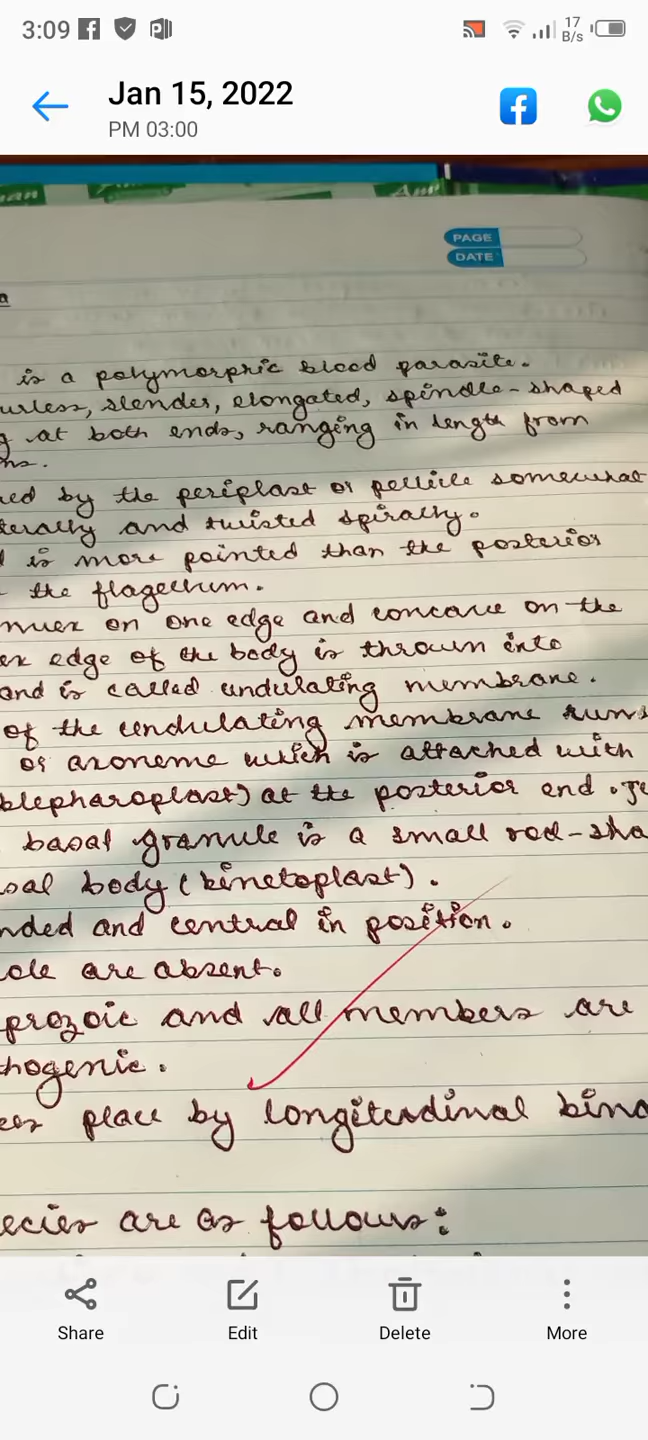 3:09
17
B/s
Jan 15, 2022
PM 03:00
PAGE
DATE
a
is a polymorphic blood parasite.
urless, slender, elongated, spindle-shaped
g at both ends, ranging in length from
ns.
red by the periplast or pellicle somewhat
terally and twisted spirally.
d is more pointed than the posterior
the flagellum.
nvex on one edge and concave on the
ex edge of the body is thrown into
and is called undulating membrane.
of the undulating membrane runs
or axoneme which is attached with
blepharoplast) at the posterior end .
basal granule is a small rod-sha
sal body (kinetoplast).
nded and central in position.
ole are absent.
prozoic and all members are
hogenic.
kes place by longitudinal bina
ecies are as follows:
Share
Edit
Delete
More